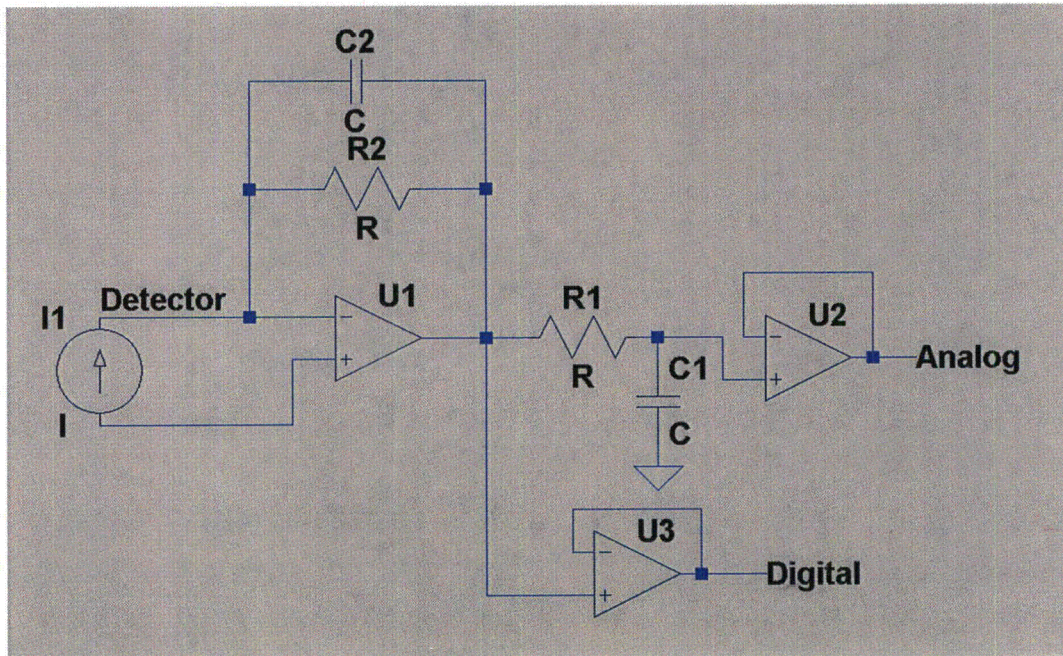 C2
C
R2
R
Detector
U1
I1
I
R1
R
U2
Analog
C1
C
U3
Digital